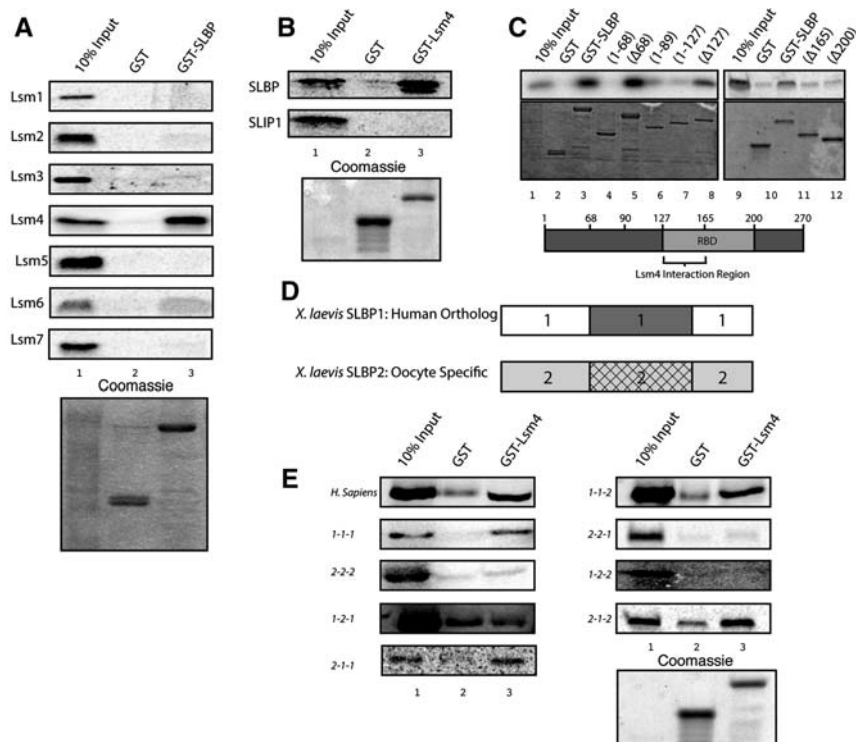 A
10% Input
GST
GST-SLBP
Lsm1
Lsm2
Lsm3
Lsm4
Lsm5
Lsm6
Lsm7
1 2 3
Coomassie
B
10% Input
GST
GST-Lsm4
SLBP
SLIP1
1 2 3
Coomassie
C
10% Input
GST
GST-SLBP
(1-68)
(Δ68)
(1-89)
(1-127)
(Δ127)
10% Input
GST
GST-SLBP
(Δ165)
(Δ200)
1 2 3 4 5 6 7 8
9 10 11 12
1 68 90 127 165 200 270
RBD
Lsm4 Interaction Region
D
X. laevis SLBP1: Human Ortholog
1 1 1
X. laevis SLBP2: Oocyte Specific
2 2 2
E
10% Input
GST
GST-Lsm4
H. Sapiens
1-1-1
2-2-2
1-2-1
2-1-1
1 2 3
10% Input
GST
GST-Lsm4
1-1-2
2-2-1
1-2-2
2-1-2
1 2 3
Coomassie